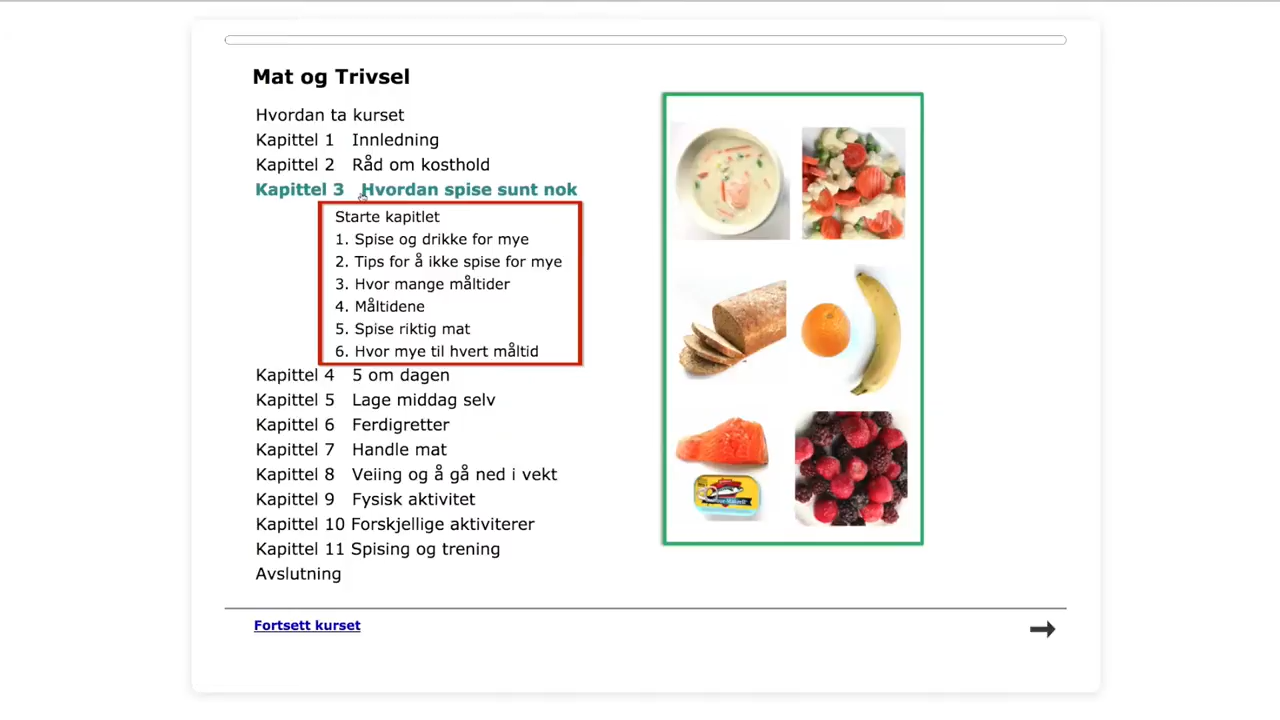 Mat og Trivsel
Hvordan ta kurset
Kapittel 1 Innledning
Kapittel 2 Råd om kosthold
Kapittel 3 Hvordan spise sunt nok
Starte kapitlet
1. Spise og drikke for mye
2. Tips for å ikke spise for mye
3. Hvor mange måltider
4. Måltidene
5. Spise riktig mat
6. Hvor mye til hvert måltid
Kapittel 4 5 om dagen
Kapittel 5 Lage middag selv
Kapittel 6 Ferdigretter
Kapittel 7 Handle mat
Kapittel 8 Veiing og å gå ned i vekt
Kapittel 9 Fysisk aktivitet
Kapittel 10 Forskjellige aktiviterer
Kapittel 11 Spising og trening
Avslutning
Fortsett kurset